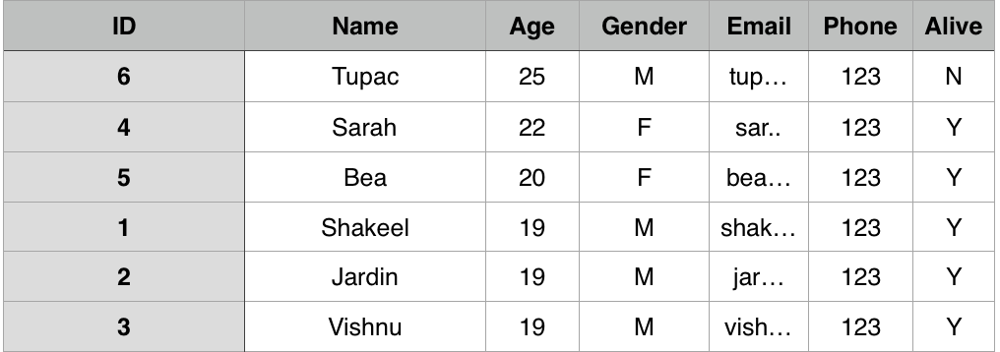 ID Name Age Gender Email Phone Alive
6 Tupac 25 M tup… 123 N
4 Sarah 22 F sar.. 123 Y
5 Bea 20 F bea… 123 Y
1 Shakeel 19 M shak… 123 Y
2 Jardin 19 M jar… 123 Y
3 Vishnu 19 M vish… 123 Y